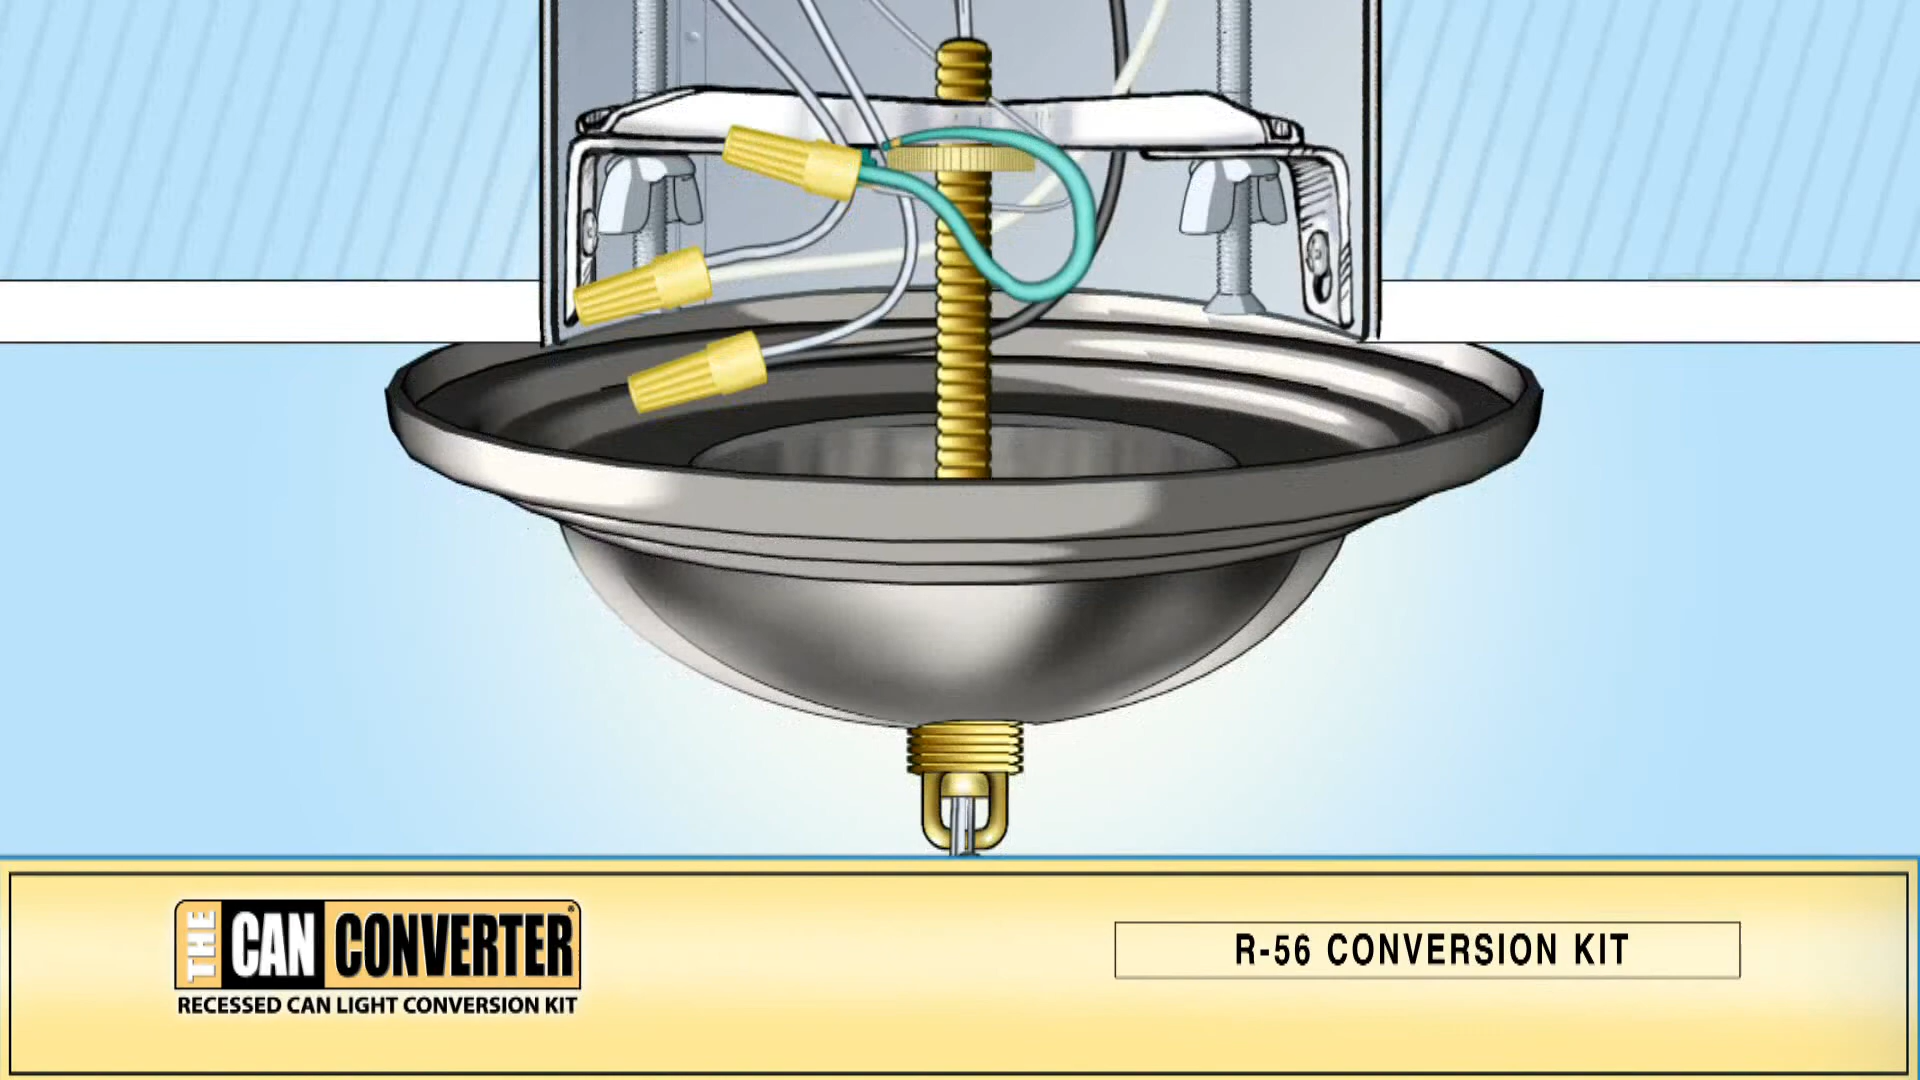 THE CAN CONVERTER®
RECESSED CAN LIGHT CONVERSION KIT
R-56 CONVERSION KIT